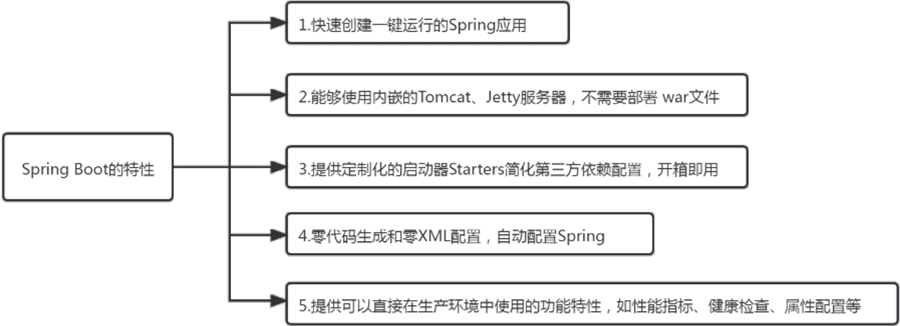 1.快速创建一键运行的Spring应用
2.能够使用内嵌的Tomcat、Jetty服务器，不需要部署 war文件
Spring Boot的特性
3.提供定制化的启动器Starters简化第三方依赖配置，开箱即用
4.零代码生成和零XML配置，自动配置Spring
5.提供可以直接在生产环境中使用的功能特性，如性能指标、健康检查、属性配置等